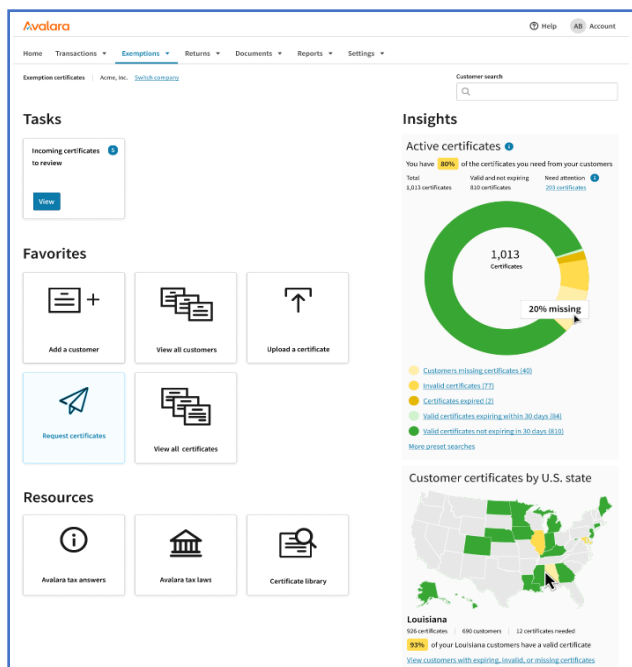 Avalara
Help
AB Account
Home Transactions Exemptions Returns Documents Reports Settings
Exemption certificates | Acme, Inc. Switch company
Customer search
Tasks
Incoming certificates 5
to review
View
Favorites
Add a customer
View all customers
Upload a certificate
Request certificates
View all certificates
Resources
Avalara tax answers
Avalara tax laws
Certificate library
Insights
Active certificates
You have 80% of the certificates you need from your customers
Total Valid and not expiring Need attention
1,013 certificates 810 certificates 203 certificates
1,013
Certificates
20% missing
Customers missing certificates (40)
Invalid certificates (77)
Certificates expired (2)
Valid certificates expiring within 30 days (84)
Valid certificates not expiring in 30 days (810)
More preset searches
Customer certificates by U.S. state
Louisiana
926 certificates | 690 customers | 12 certificates needed
93% of your Louisiana customers have a valid certificate
View customers with expiring, invalid, or missing certificates